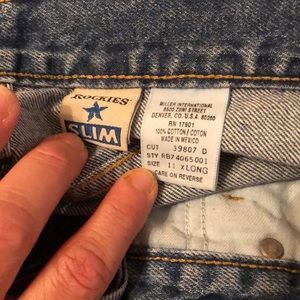 ROCKIES
SLIM
MILLER INTERNATIONAL
8500 ZUNI STREET
DENVER, CO. U.S.A. 80260
RN 17901
100% COTTON / COTON
MADE IN MEXICO
CUT 39807 D
STY RB74065001
SIZE 11 XLONG
CARE ON REVERSE